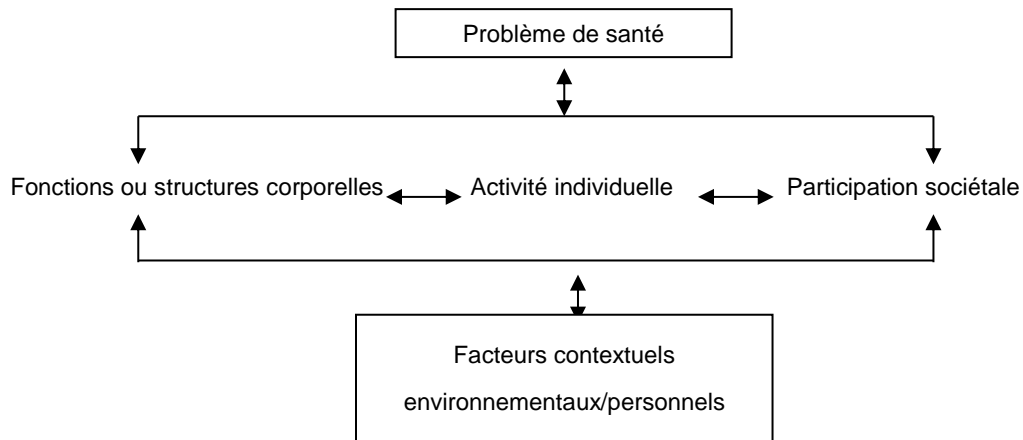 Problème de santé
Fonctions ou structures corporelles
Activité individuelle
Participation sociétale
Facteurs contextuels
environnementaux/personnels